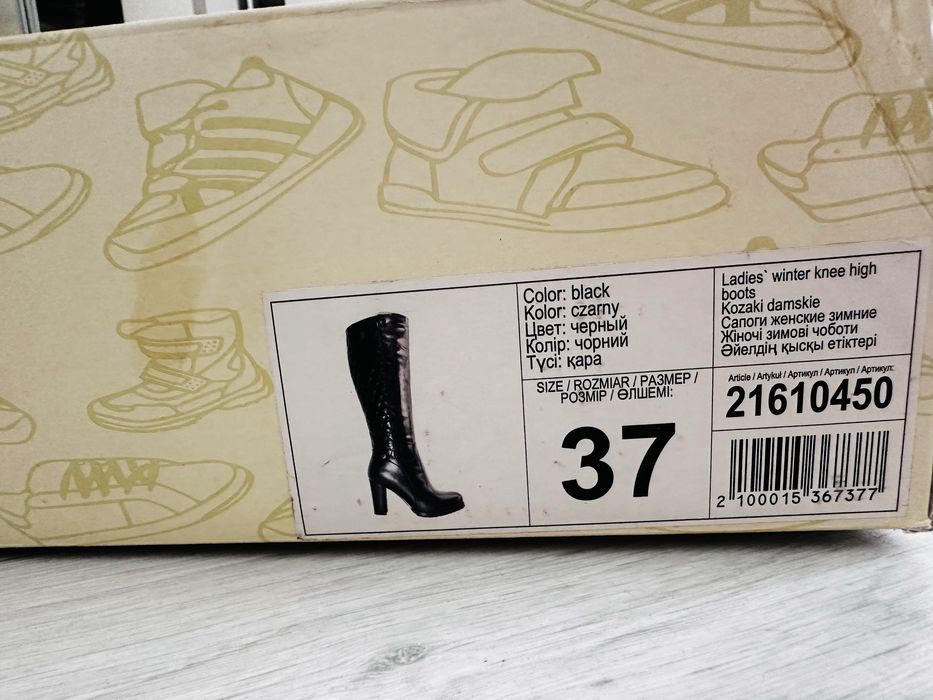 Color: black
Kolor: czarny
Цвет: черный
Колір: чорний
Түсі: қара
SIZE / ROZMIAR / РАЗМЕР /
РОЗМІР / ӨЛШЕМІ:
37
Ladies` winter knee high
boots
Kozaki damskie
Сапоги женские зимние
Жіночі зимові чоботи
Әйелдің қысқы етіктері
Article / Artykuł / Артикул / Артикул / Артикул:
21610450
2 100015 367377